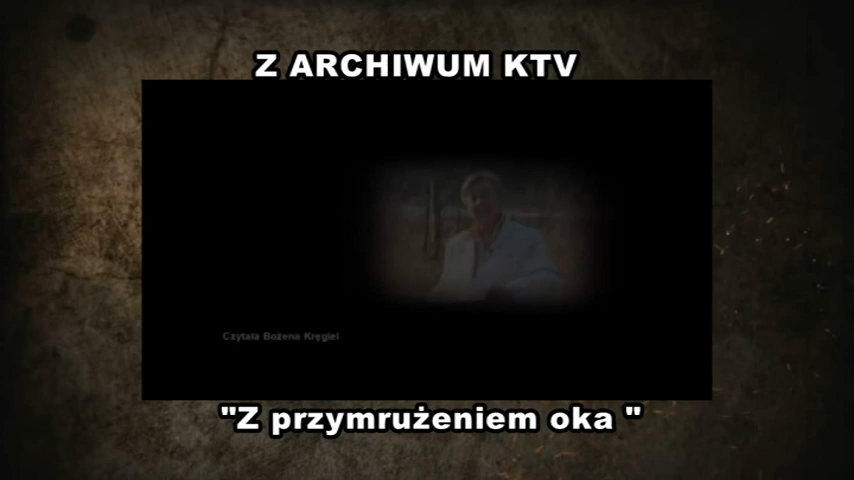 Z ARCHIWUM KTV
Czytała Bożena Kręgiel
"Z przymrużeniem oka "